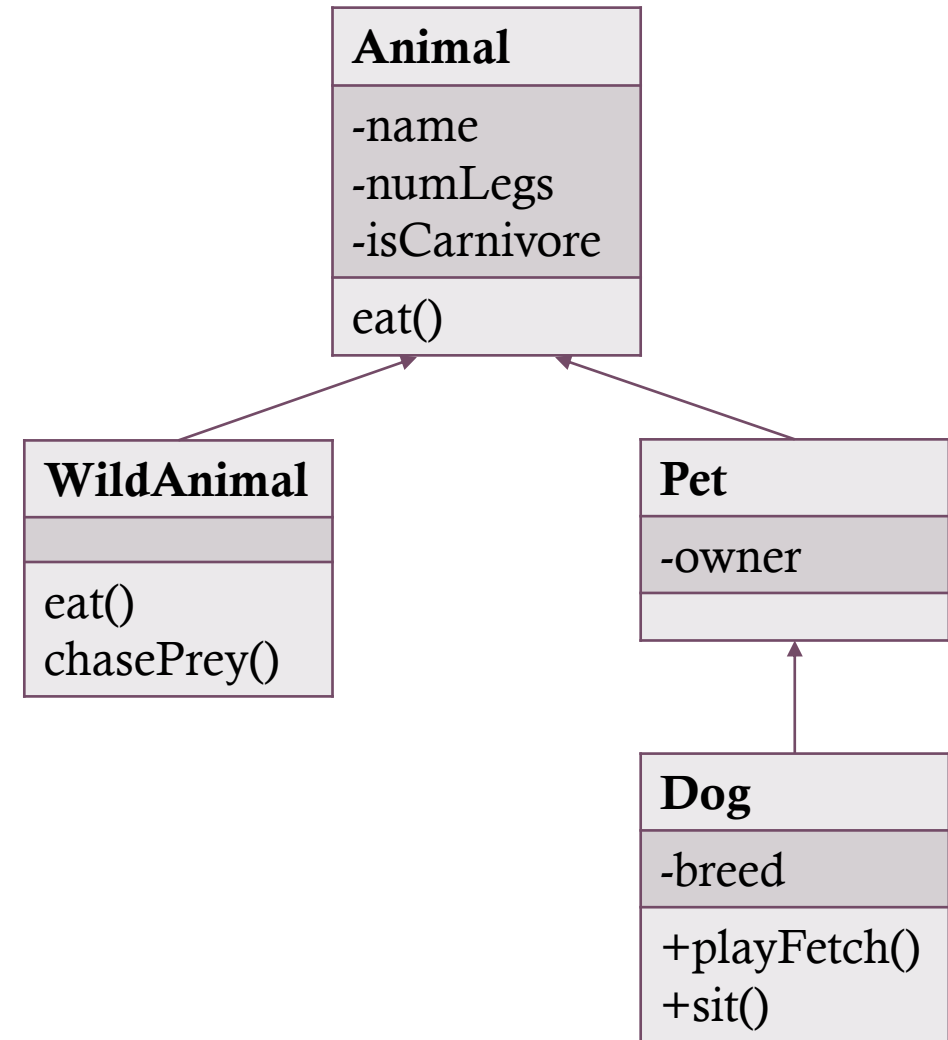 Animal
-name
-numLegs
-isCarnivore
eat()
WildAnimal
eat()
chasePrey()
Pet
-owner
Dog
-breed
+playFetch()
+sit()